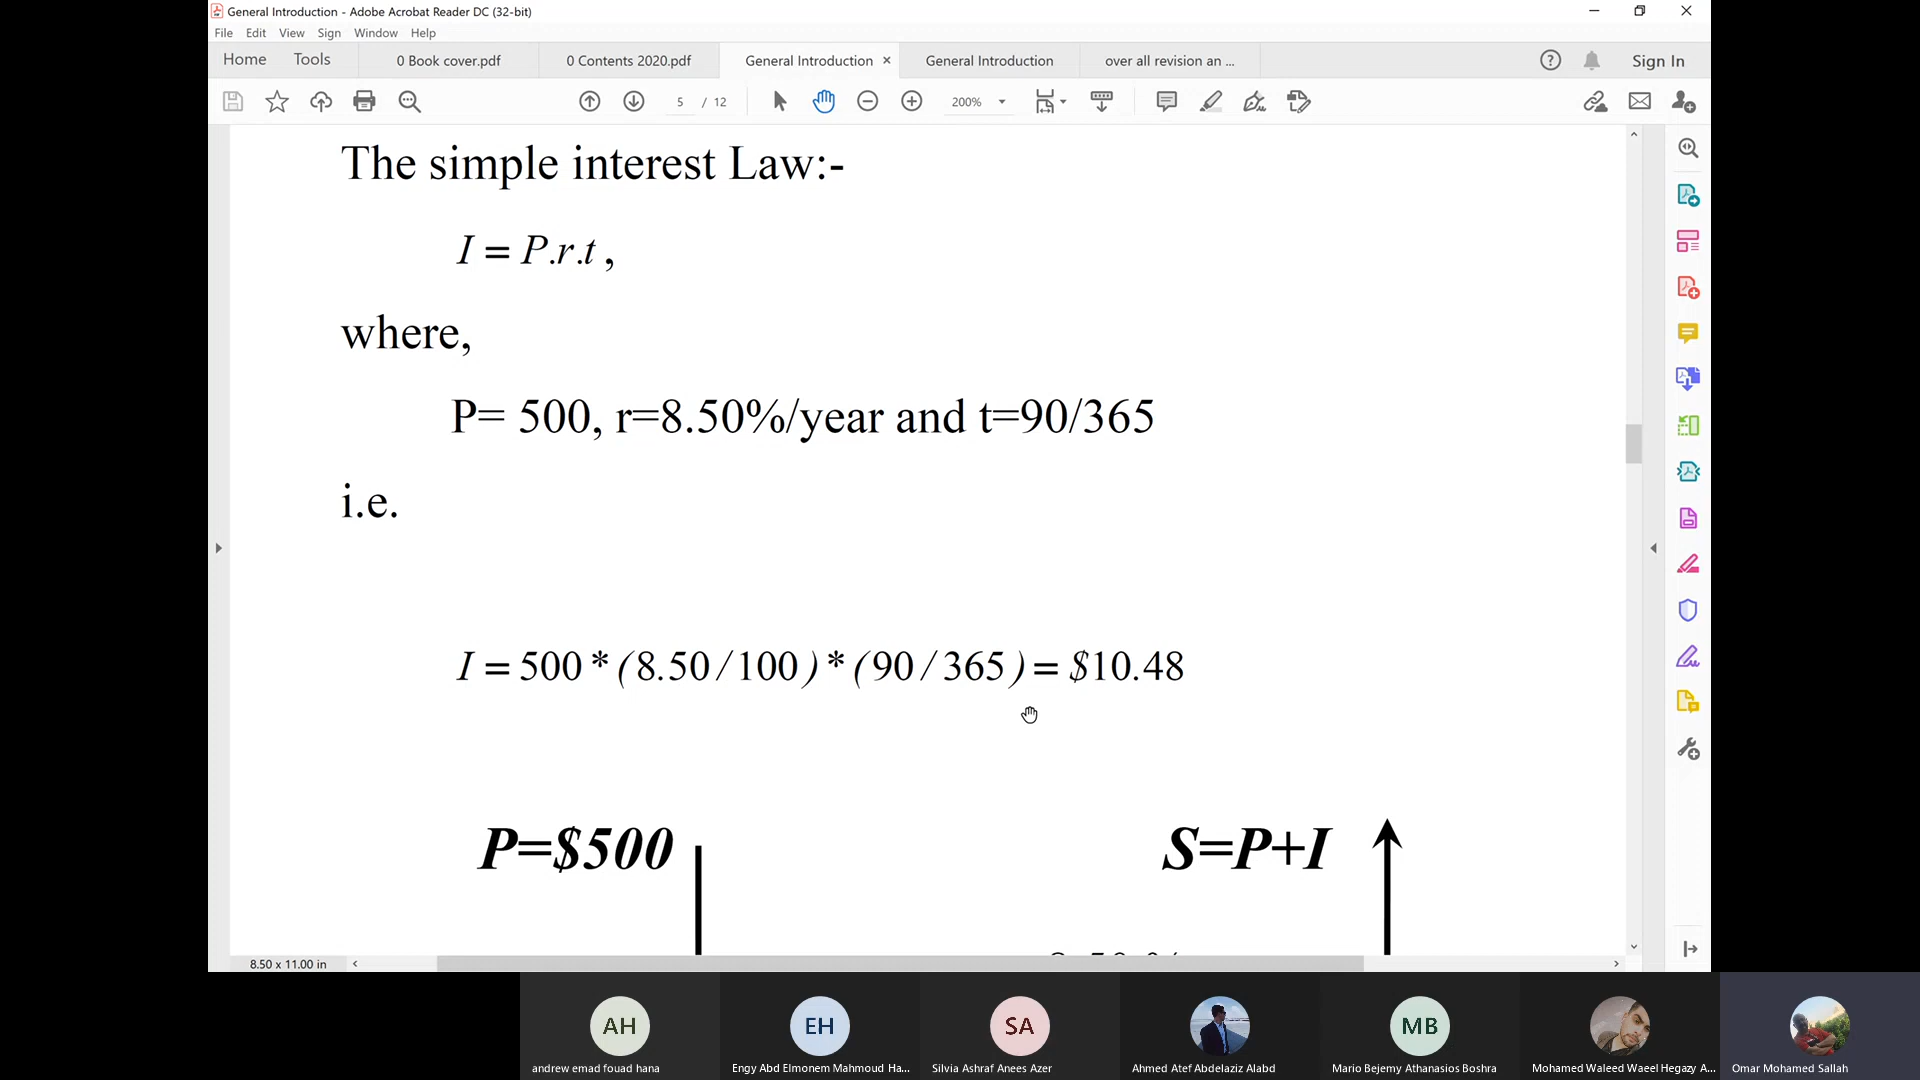 General Introduction - Adobe Acrobat Reader DC (32-bit)
File Edit View Sign Window Help
Home Tools 0 Book cover.pdf 0 Contents 2020.pdf General Introduction × General Introduction over all revision an ... Sign In
5 / 12 200%
The simple interest Law:-
I = P.r.t ,
where,
P= 500, r=8.50%/year and t=90/365
i.e.
I = 500 * (8.50 / 100 ) * (90 / 365 ) = $10.48
P=$500 S=P+I
8.50 x 11.00 in
AH EH SA MB
andrew emad fouad hana Engy Abd Elmonem Mahmoud Ha... Silvia Ashraf Anees Azer Ahmed Atef Abdelaziz Alabd Mario Bejemy Athanasios Boshra Mohamed Waleed Waeel Hegazy A... Omar Mohamed Sallah